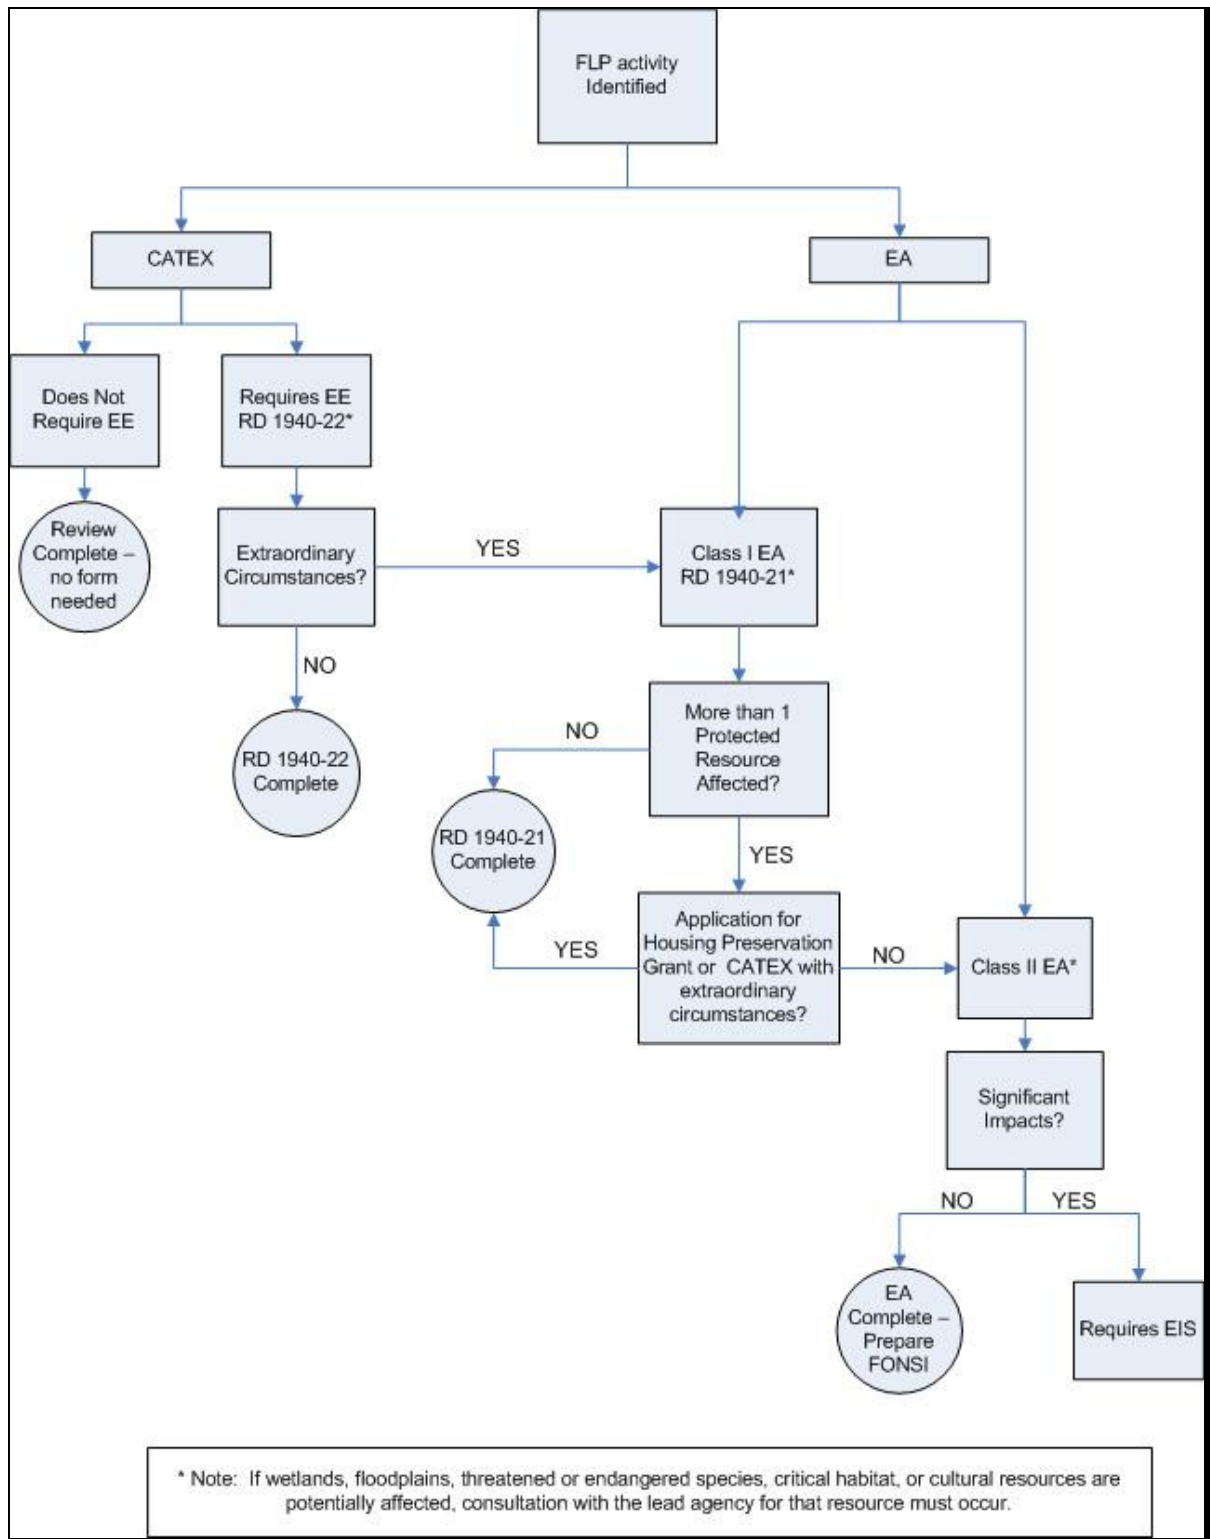 FLP activity
Identified
CATEX
EA
Does Not
Require EE
Requires EE
RD 1940-22*
Review
Complete –
no form
needed
Extraordinary
Circumstances?
YES
Class I EA
RD 1940-21*
NO
RD 1940-22
Complete
More than 1
Protected
Resource
Affected?
NO
RD 1940-21
Complete
YES
Application for
Housing Preservation
Grant or CATEX with
extraordinary
circumstances?
YES
NO
Class II EA*
Significant
Impacts?
NO
YES
EA
Complete –
Prepare
FONSI
Requires EIS
* Note: If wetlands, floodplains, threatened or endangered species, critical habitat, or cultural resources are
potentially affected, consultation with the lead agency for that resource must occur.